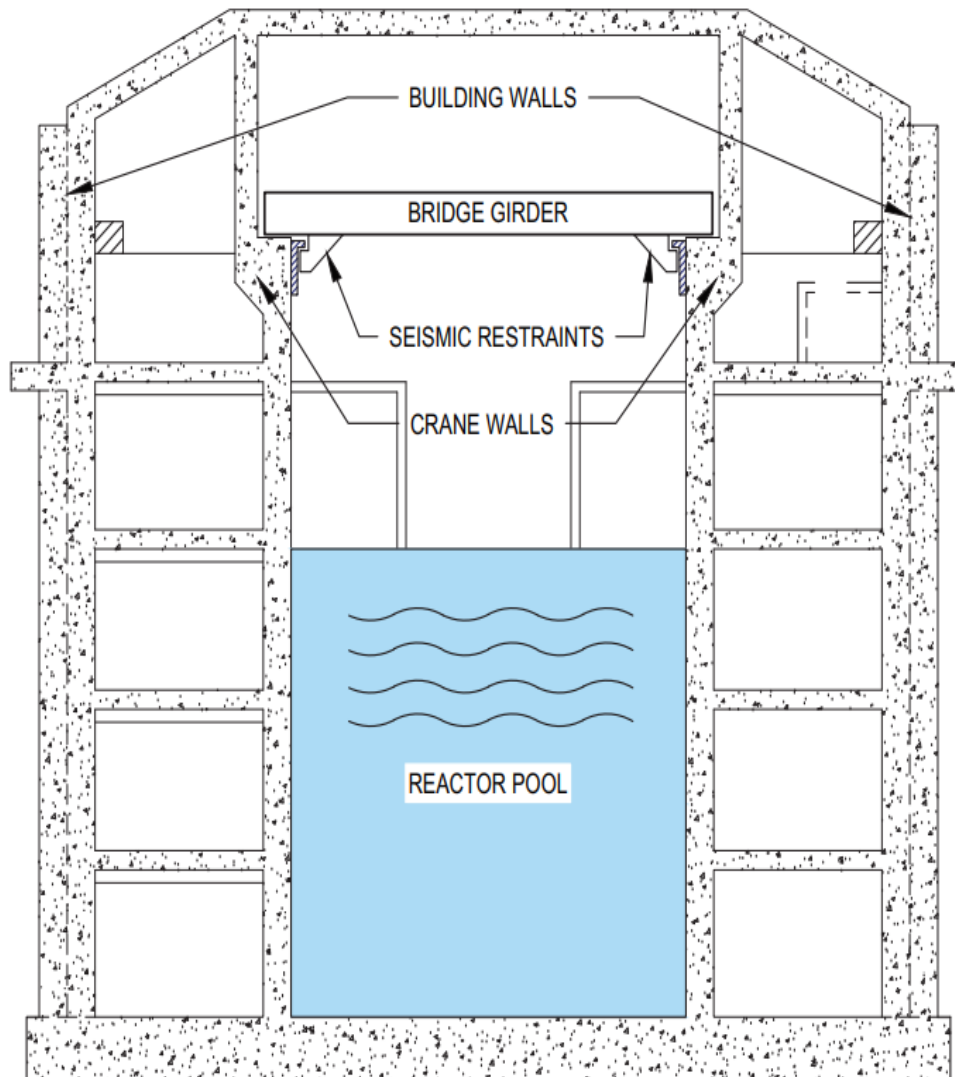 BUILDING WALLS
BRIDGE GIRDER
SEISMIC RESTRAINTS
CRANE WALLS
REACTOR POOL